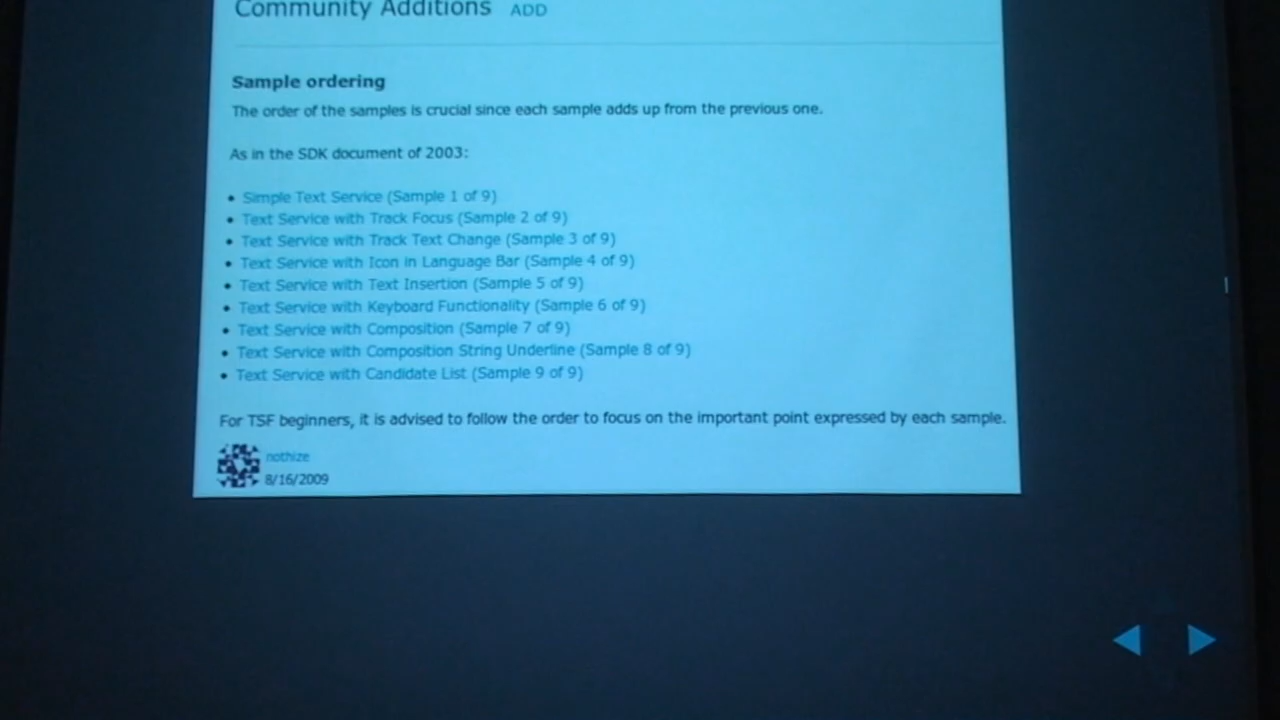 Community Additions ADD
Sample ordering
The order of the samples is crucial since each sample adds up from the previous one.
As in the SDK document of 2003:
• Simple Text Service (Sample 1 of 9)
• Text Service with Track Focus (Sample 2 of 9)
• Text Service with Track Text Change (Sample 3 of 9)
• Text Service with Icon in Language Bar (Sample 4 of 9)
• Text Service with Text Insertion (Sample 5 of 9)
• Text Service with Keyboard Functionality (Sample 6 of 9)
• Text Service with Composition (Sample 7 of 9)
• Text Service with Composition String Underline (Sample 8 of 9)
• Text Service with Candidate List (Sample 9 of 9)
For TSF beginners, it is advised to follow the order to focus on the important point expressed by each sample.
nothize
8/16/2009